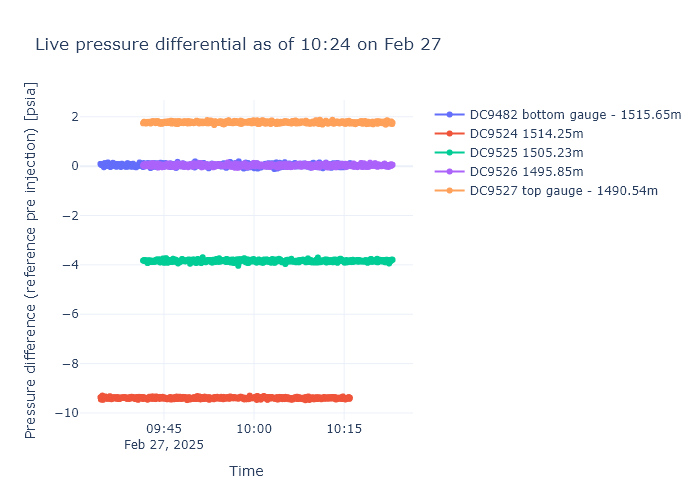 Live pressure differential as of 10:24 on Feb 27
Pressure difference (reference pre injection) [psia]
2
0
−2
−4
−6
−8
−10
09:45
Feb 27, 2025
10:00
10:15
Time
DC9482 bottom gauge - 1515.65m
DC9524 1514.25m
DC9525 1505.23m
DC9526 1495.85m
DC9527 top gauge - 1490.54m